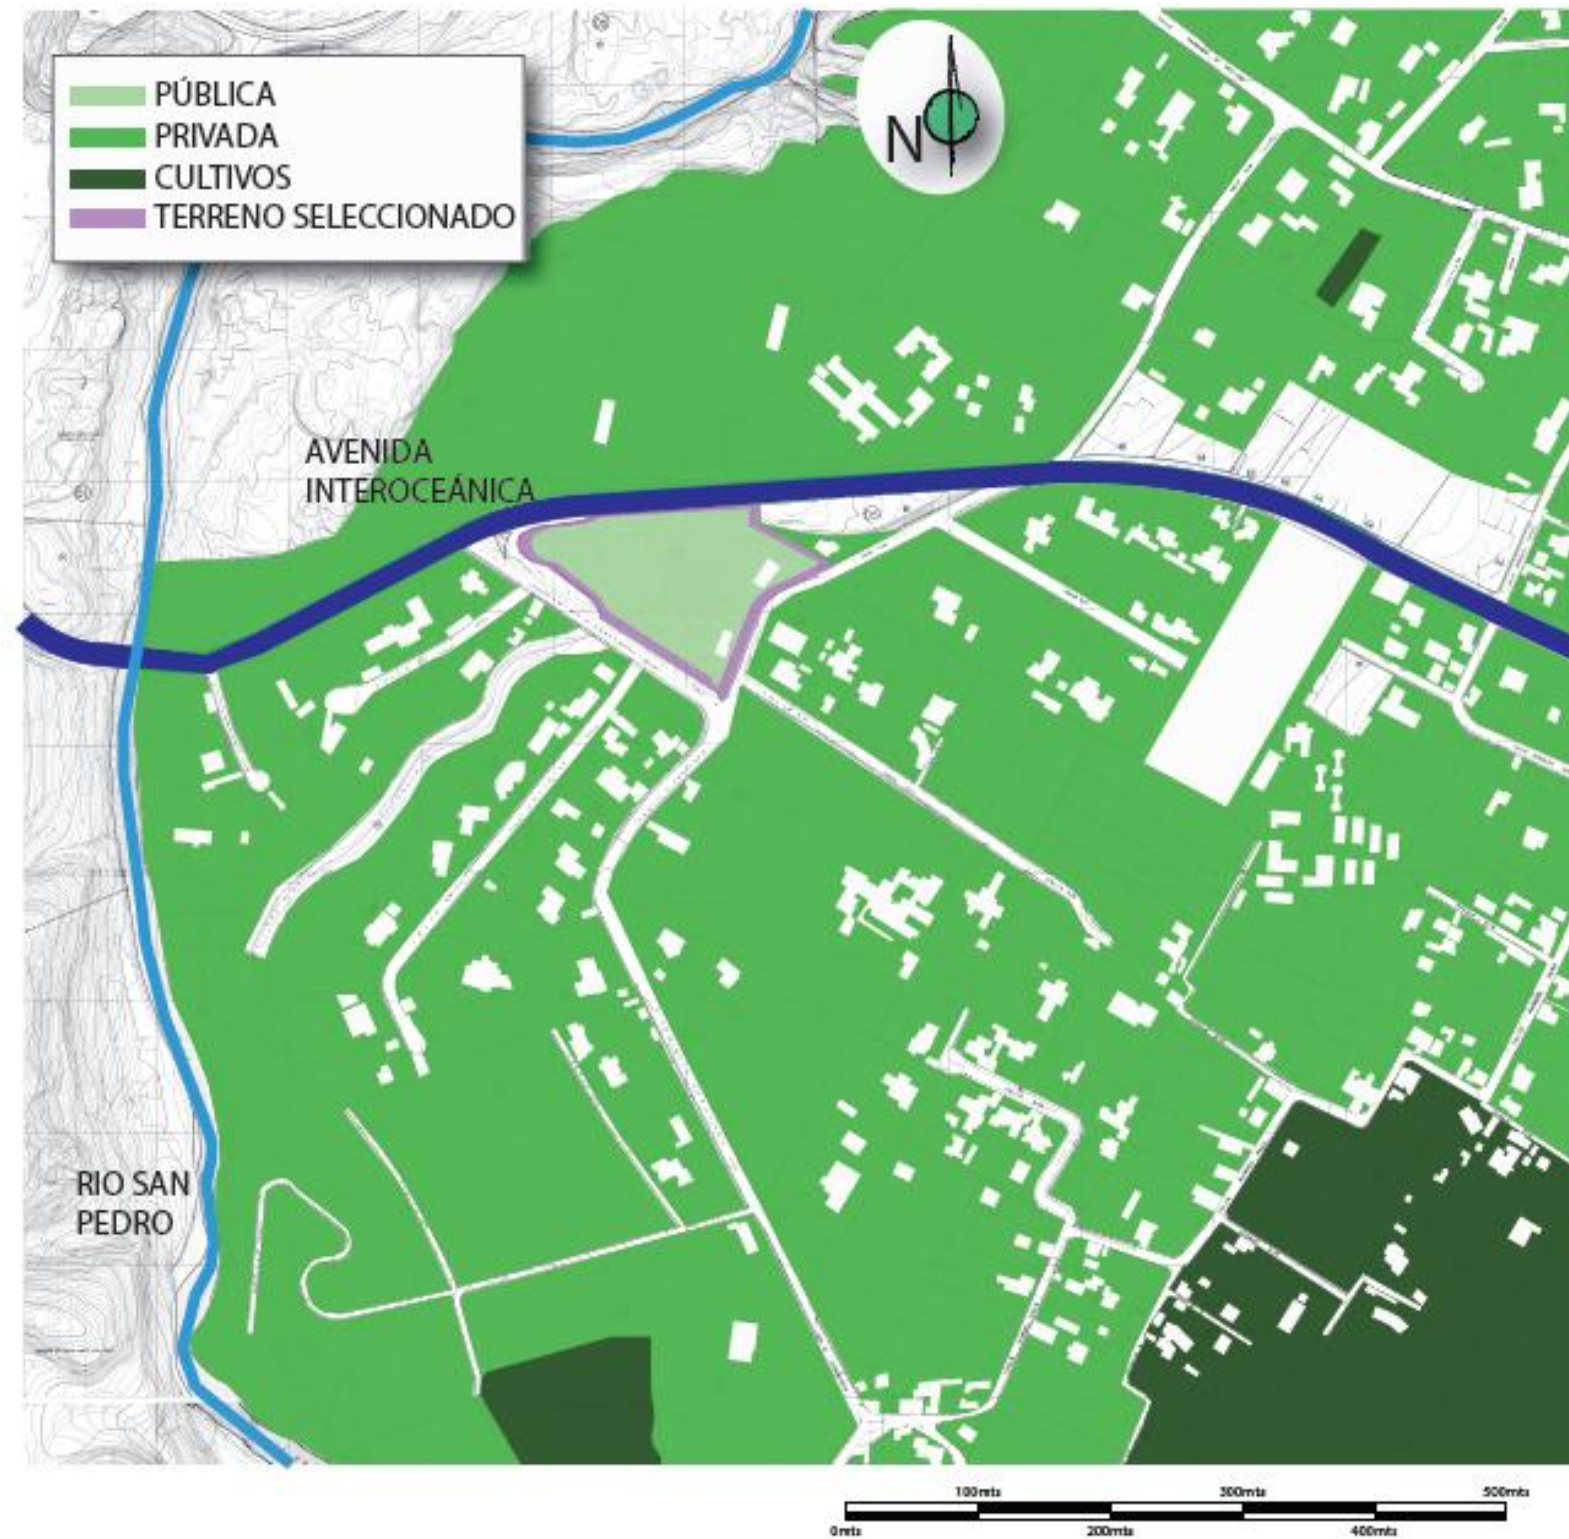 PÚBLICA
PRIVADA
CULTIVOS
TERRENO SELECCIONADO
N
AVENIDA
INTEROCEÁNICA
RIO SAN
PEDRO
100mts 300mts 500mts
0mts 200mts 400mts